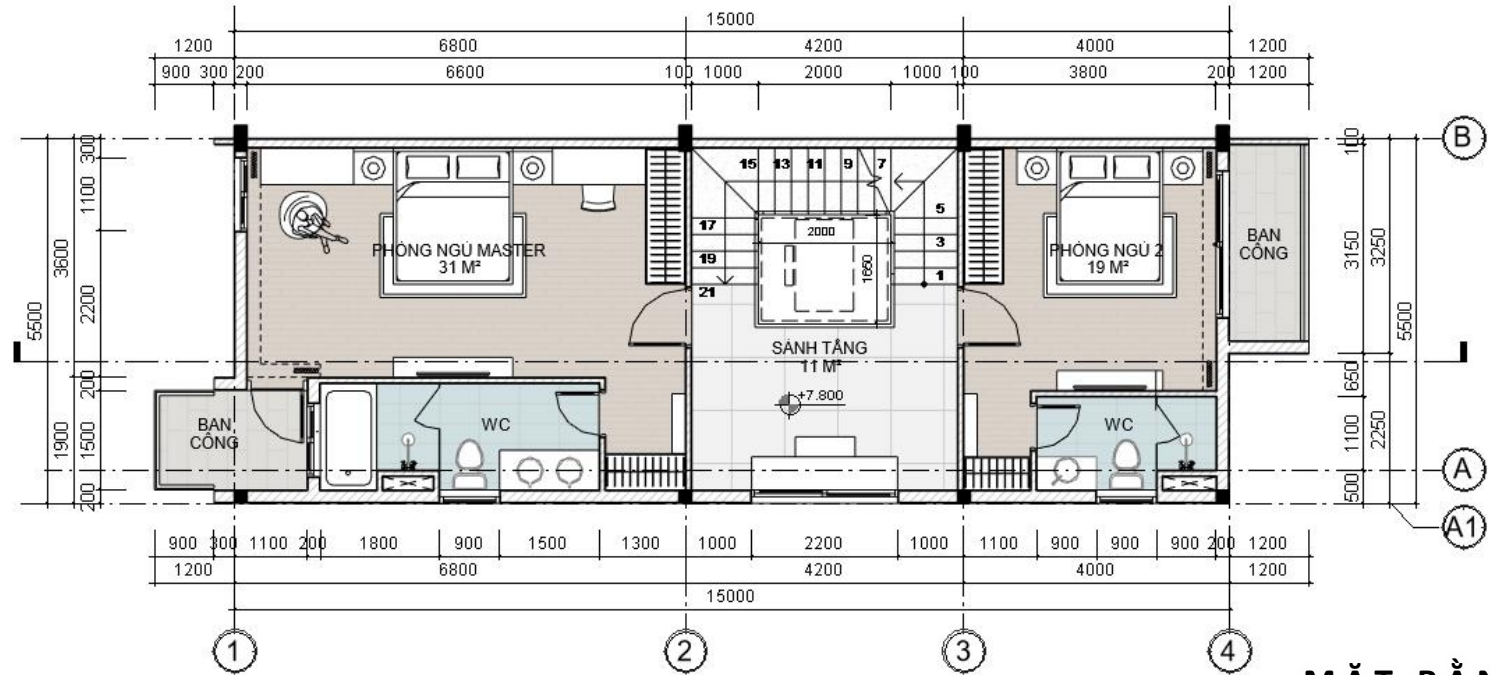 15000
1200 6800 4200 4000 1200
900 300 200 6600 100 1000 2000 1000 100 3800 200 1200
B
300
1100
3600
2200
5500
200
1900
1500
200
15 13 11 9 7
17
19
21
5
3
1
2000
1650
PHÒNG NGỦ MASTER
31 M²
PHÒNG NGỦ 2
19 M²
BAN
CÔNG
SẢNH TẦNG
11 M²
+7.800
BAN
CÔNG
WC
WC
100
3150
3250
5500
650
1100
2250
500
A
A1
900 300 1100 200 1800 900 1500 1300 1000 2200 1000 1100 900 900 900 200 1200
1200 6800 4200 4000 1200
15000
1 2 3 4